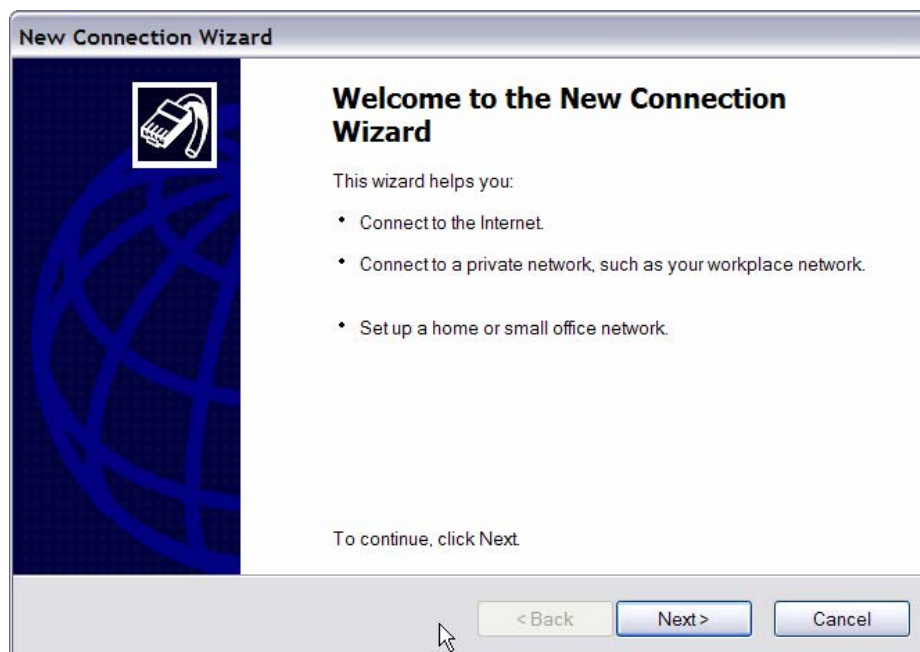 New Connection Wizard
Welcome to the New Connection
Wizard
This wizard helps you:
• Connect to the Internet.
• Connect to a private network, such as your workplace network.
• Set up a home or small office network.
To continue, click Next.
< Back Next > Cancel